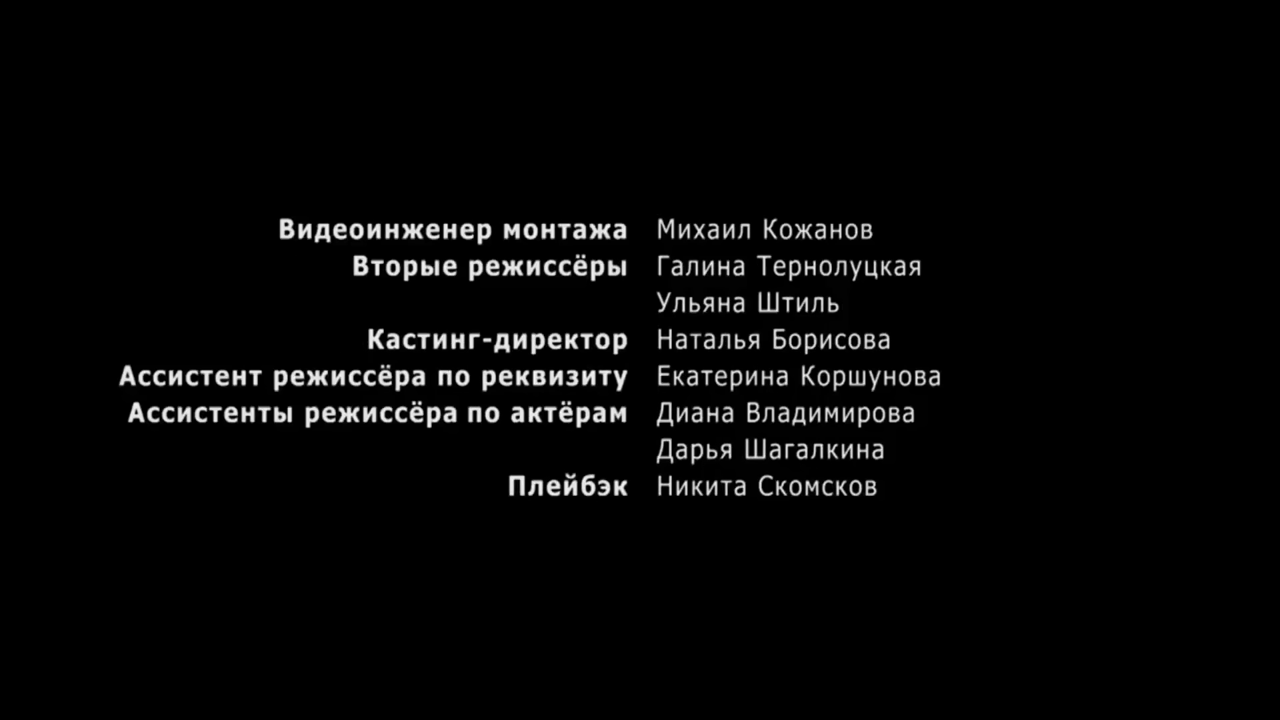 Видеоинженер монтажа Михаил Кожанов
Вторые режиссёры Галина Тернолуцкая
Ульяна Штиль
Кастинг-директор Наталья Борисова
Ассистент режиссёра по реквизиту Екатерина Коршунова
Ассистенты режиссёра по актёрам Диана Владимирова
Дарья Шагалкина
Плейбэк Никита Скомсков